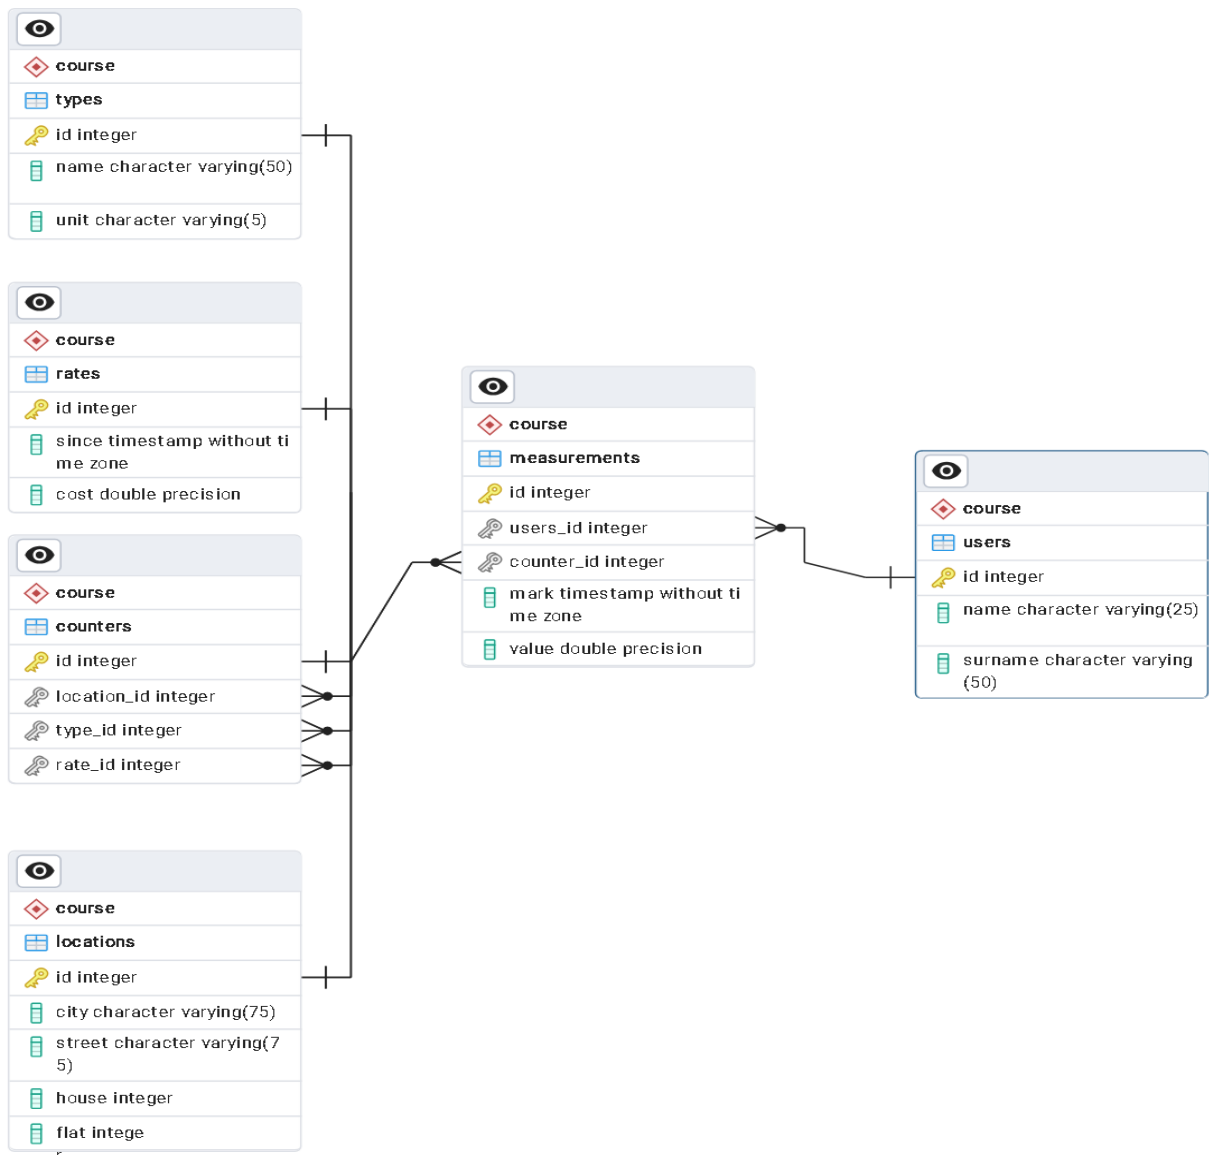 course
types
id integer
name character varying(50)
unit character varying(5)
course
rates
id integer
since timestamp without ti
me zone
cost double precision
course
counters
id integer
location_id integer
type_id integer
rate_id integer
course
locations
id integer
city character varying(75)
street character varying(7
5)
house integer
flat intege
r
course
measurements
id integer
users_id integer
counter_id integer
mark timestamp without ti
me zone
value double precision
course
users
id integer
name character varying(25)
surname character varying
(50)